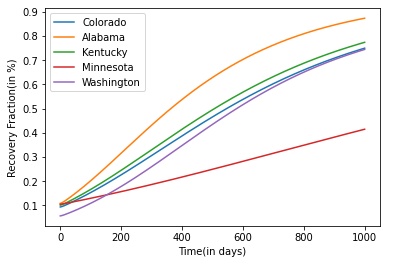 Colorado
Alabama
Kentucky
Minnesota
Washington
0.9
0.8
0.7
0.6
0.5
0.4
0.3
0.2
0.1
Recovery Fraction(in %)
0 200 400 600 800 1000
Time(in days)